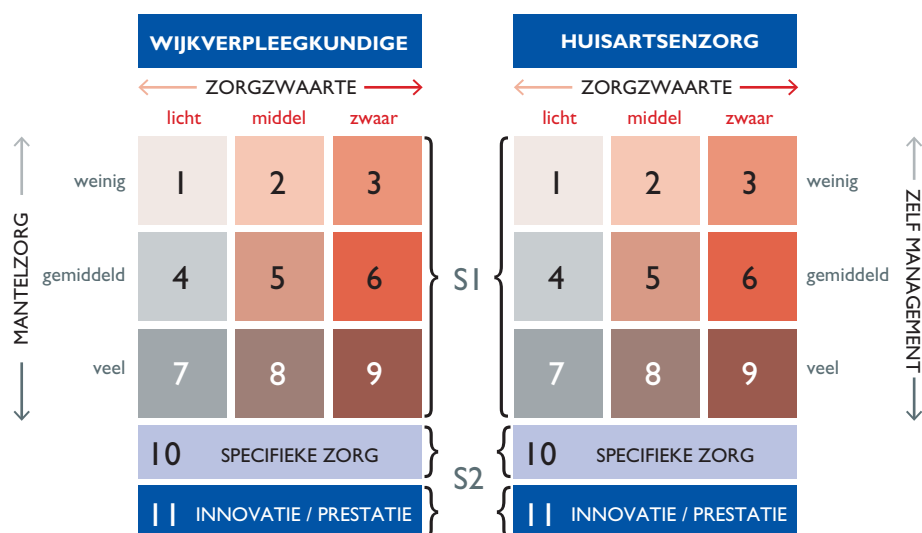 WIJKVERPLEEGKUNDIGE
HUISARTSENZORG
ZORGZWAARTE
ZORGZWAARTE
licht middel zwaar
licht middel zwaar
MANTELZORG
weinig 1 2 3
gemiddeld 4 5 6
veel 7 8 9
S1
1 2 3 weinig
4 5 6 gemiddeld
7 8 9 veel
ZELF MANAGEMENT
10 SPECIFIEKE ZORG
S2
10 SPECIFIEKE ZORG
11 INNOVATIE / PRESTATIE
11 INNOVATIE / PRESTATIE